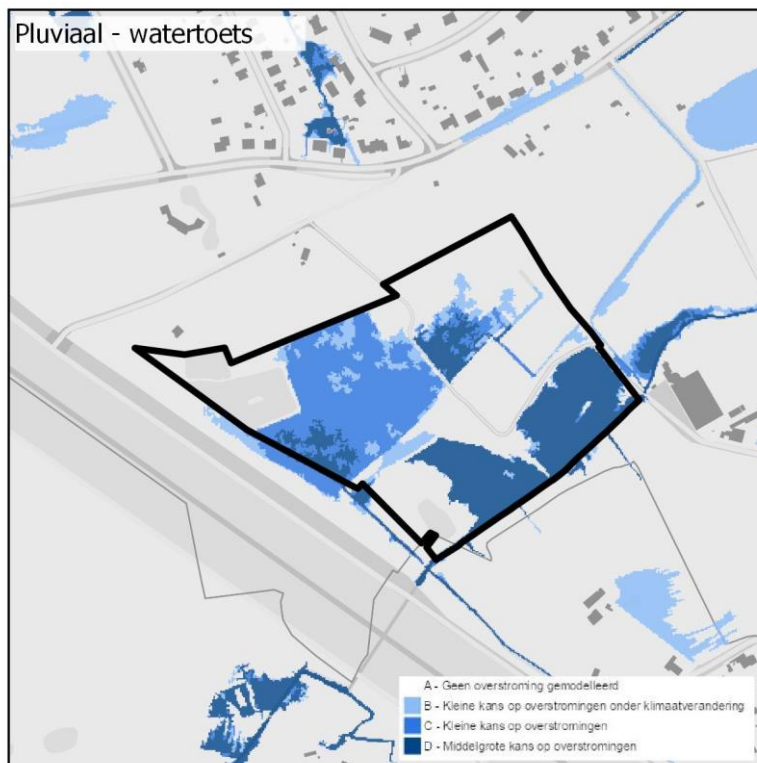 Pluviaal - watertoets
A - Geen overstroming gemodelleerd
B - Kleine kans op overstromingen onder klimaatverandering
C - Kleine kans op overstromingen
D - Middelgrote kans op overstromingen